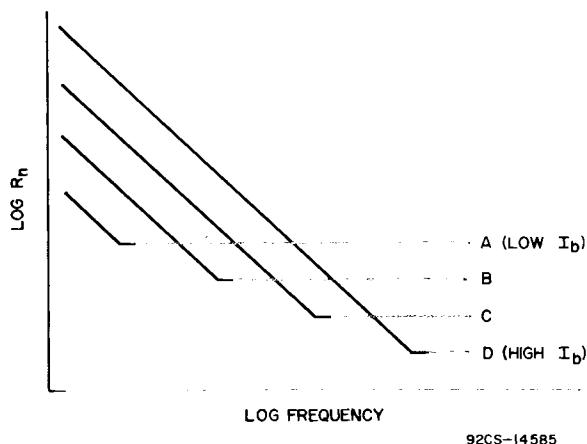 LOG Rn
A (LOW Ib)
B
C
D (HIGH Ib)
LOG FREQUENCY
92CS-14585